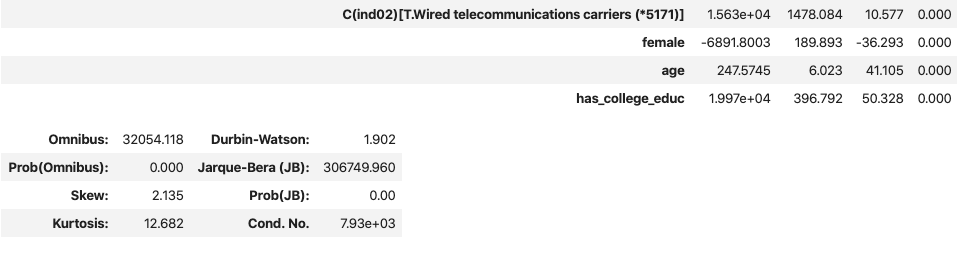 C(ind02)[T.Wired telecommunications carriers (*5171)] 1.563e+04 1478.084 10.577 0.000
female -6891.8003 189.893 -36.293 0.000
age 247.5745 6.023 41.105 0.000
has_college_educ 1.997e+04 396.792 50.328 0.000
Omnibus: 32054.118 Durbin-Watson: 1.902
Prob(Omnibus): 0.000 Jarque-Bera (JB): 306749.960
Skew: 2.135 Prob(JB): 0.00
Kurtosis: 12.682 Cond. No. 7.93e+03